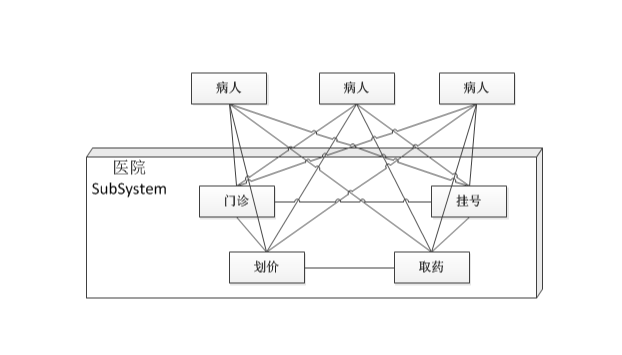 病人
病人
病人
医院
SubSystem
门诊
挂号
划价
取药